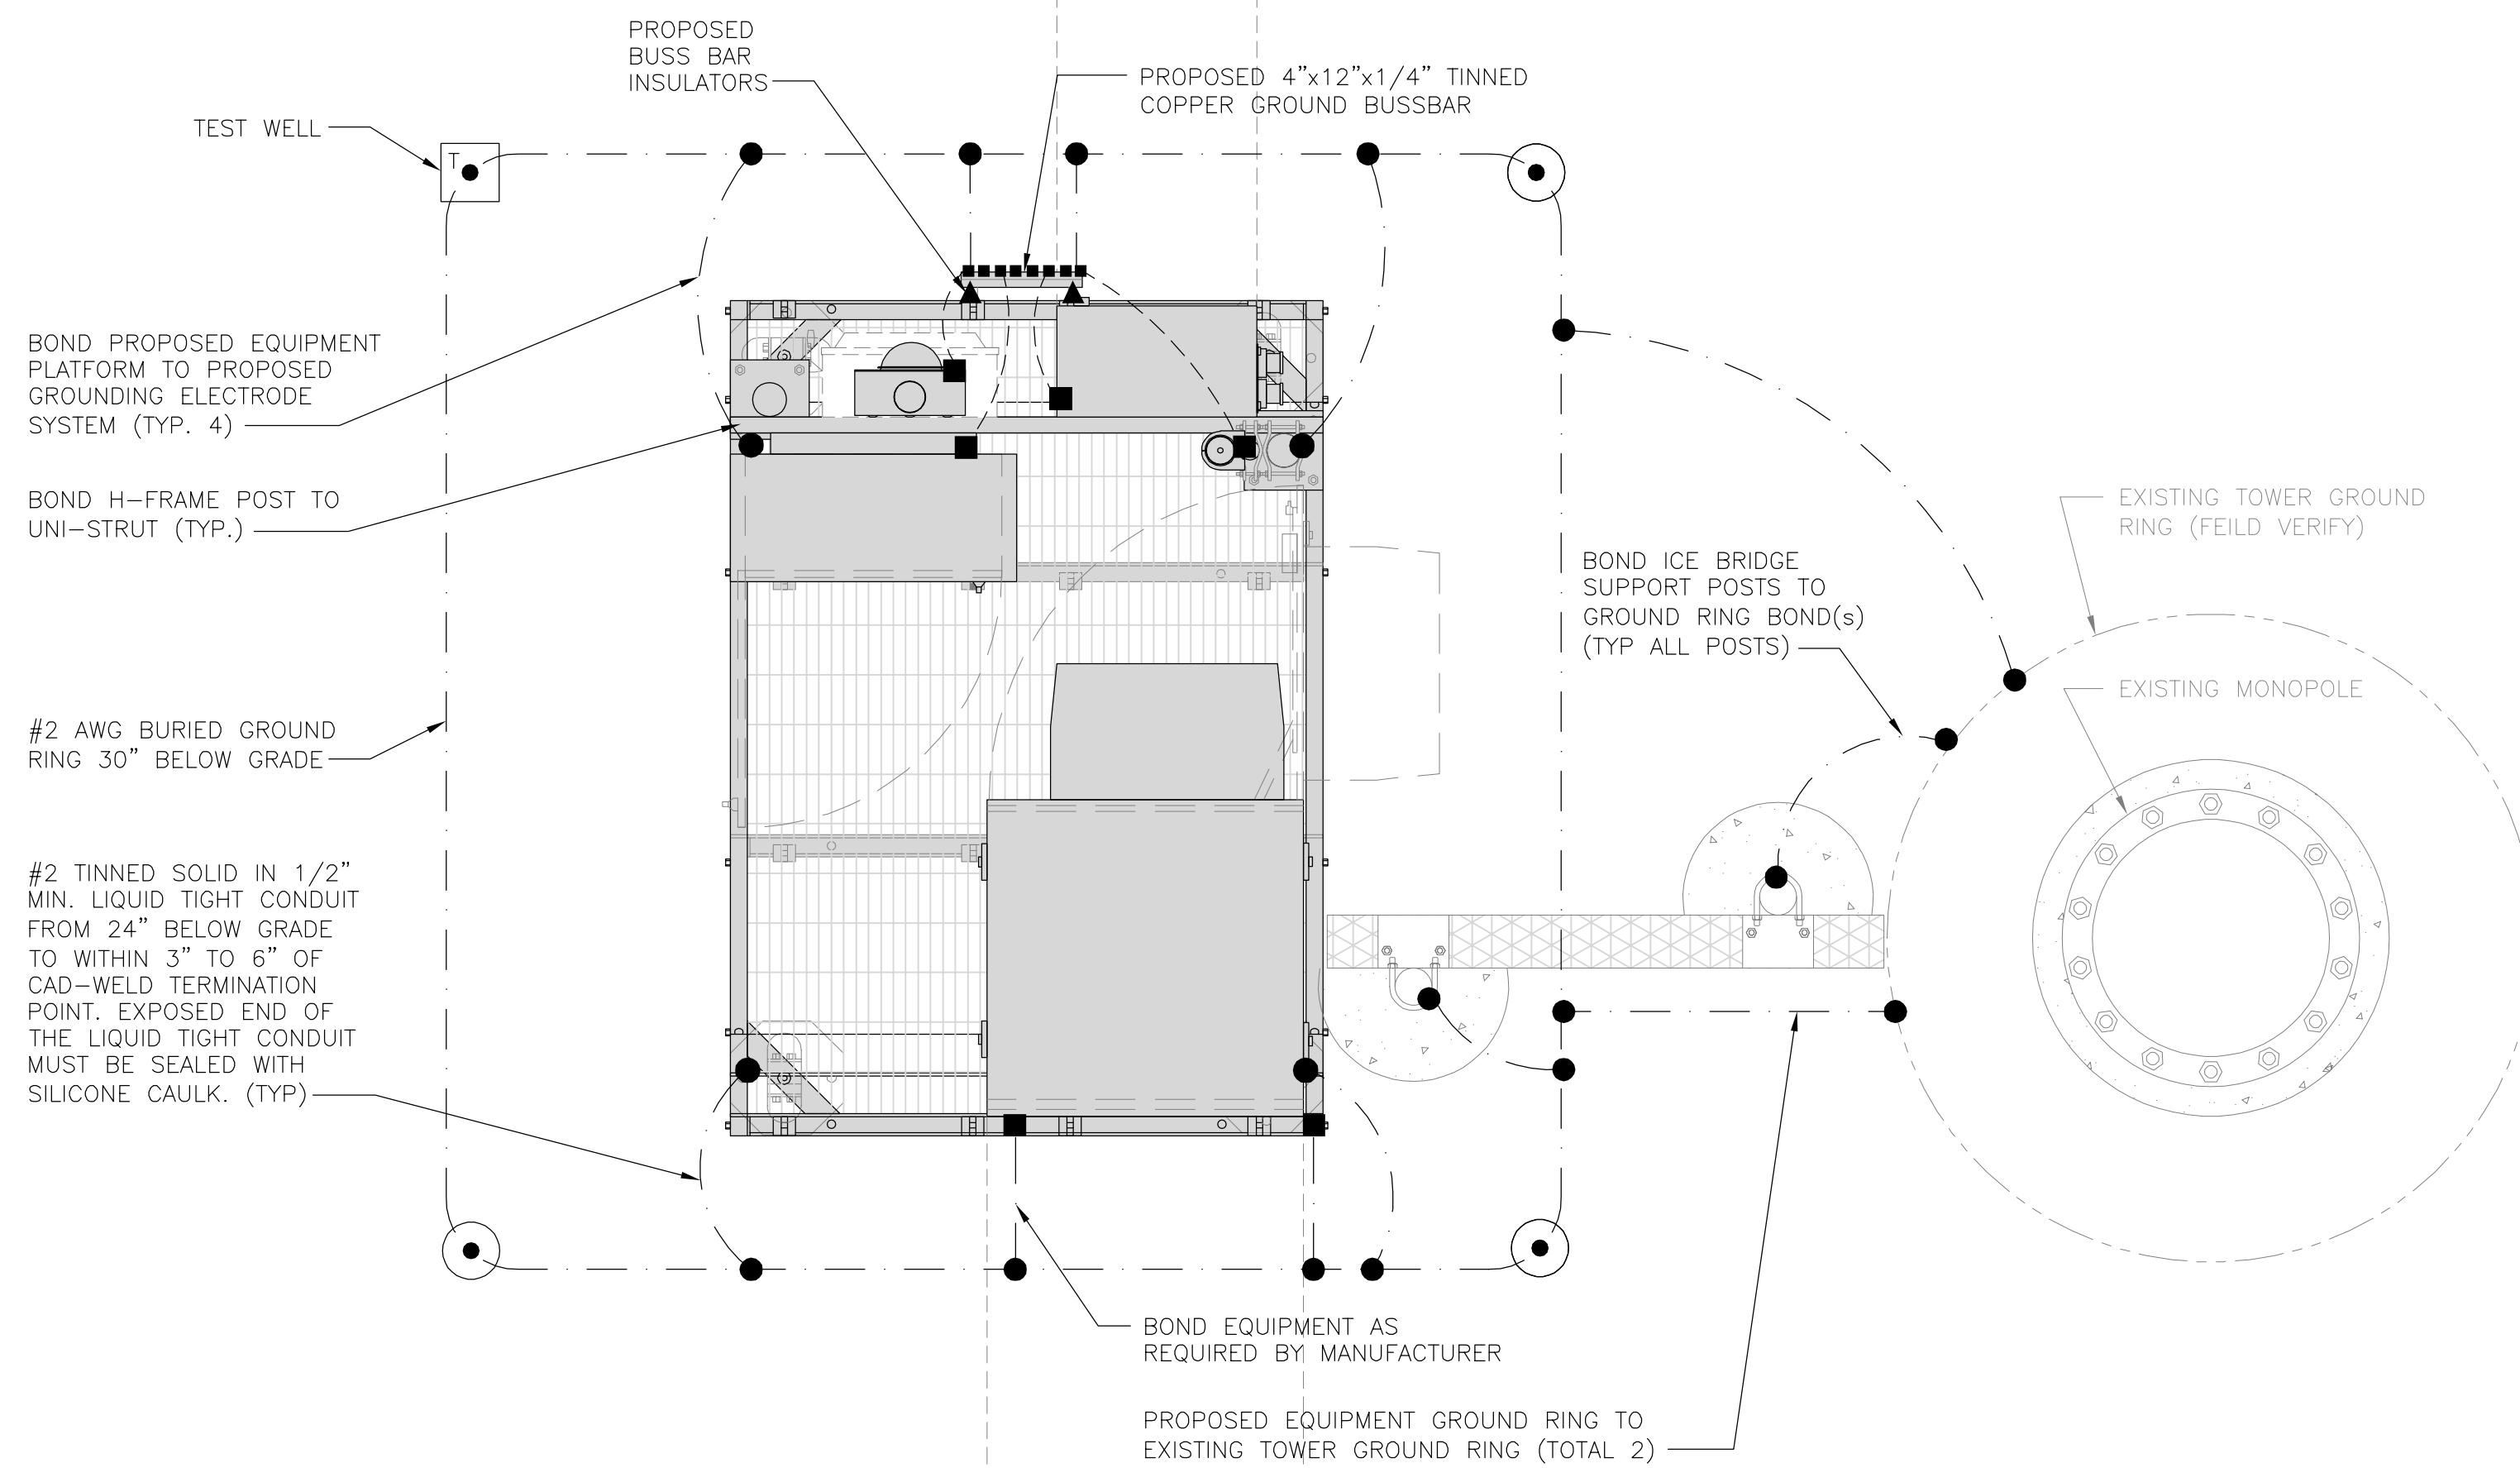 PROPOSED
BUSS BAR
INSULATORS
PROPOSED 4”x12”x1/4” TINNED
COPPER GROUND BUSSBAR
TEST WELL
T
BOND PROPOSED EQUIPMENT
PLATFORM TO PROPOSED
GROUNDING ELECTRODE
SYSTEM (TYP. 4)
BOND H-FRAME POST TO
UNI-STRUT (TYP.)
EXISTING TOWER GROUND
RING (FEILD VERIFY)
BOND ICE BRIDGE
SUPPORT POSTS TO
GROUND RING BOND(s)
(TYP ALL POSTS)
EXISTING MONOPOLE
#2 AWG BURIED GROUND
RING 30” BELOW GRADE
#2 TINNED SOLID IN 1/2”
MIN. LIQUID TIGHT CONDUIT
FROM 24” BELOW GRADE
TO WITHIN 3” TO 6” OF
CAD-WELD TERMINATION
POINT. EXPOSED END OF
THE LIQUID TIGHT CONDUIT
MUST BE SEALED WITH
SILICONE CAULK. (TYP)
BOND EQUIPMENT AS
REQUIRED BY MANUFACTURER
PROPOSED EQUIPMENT GROUND RING TO
EXISTING TOWER GROUND RING (TOTAL 2)